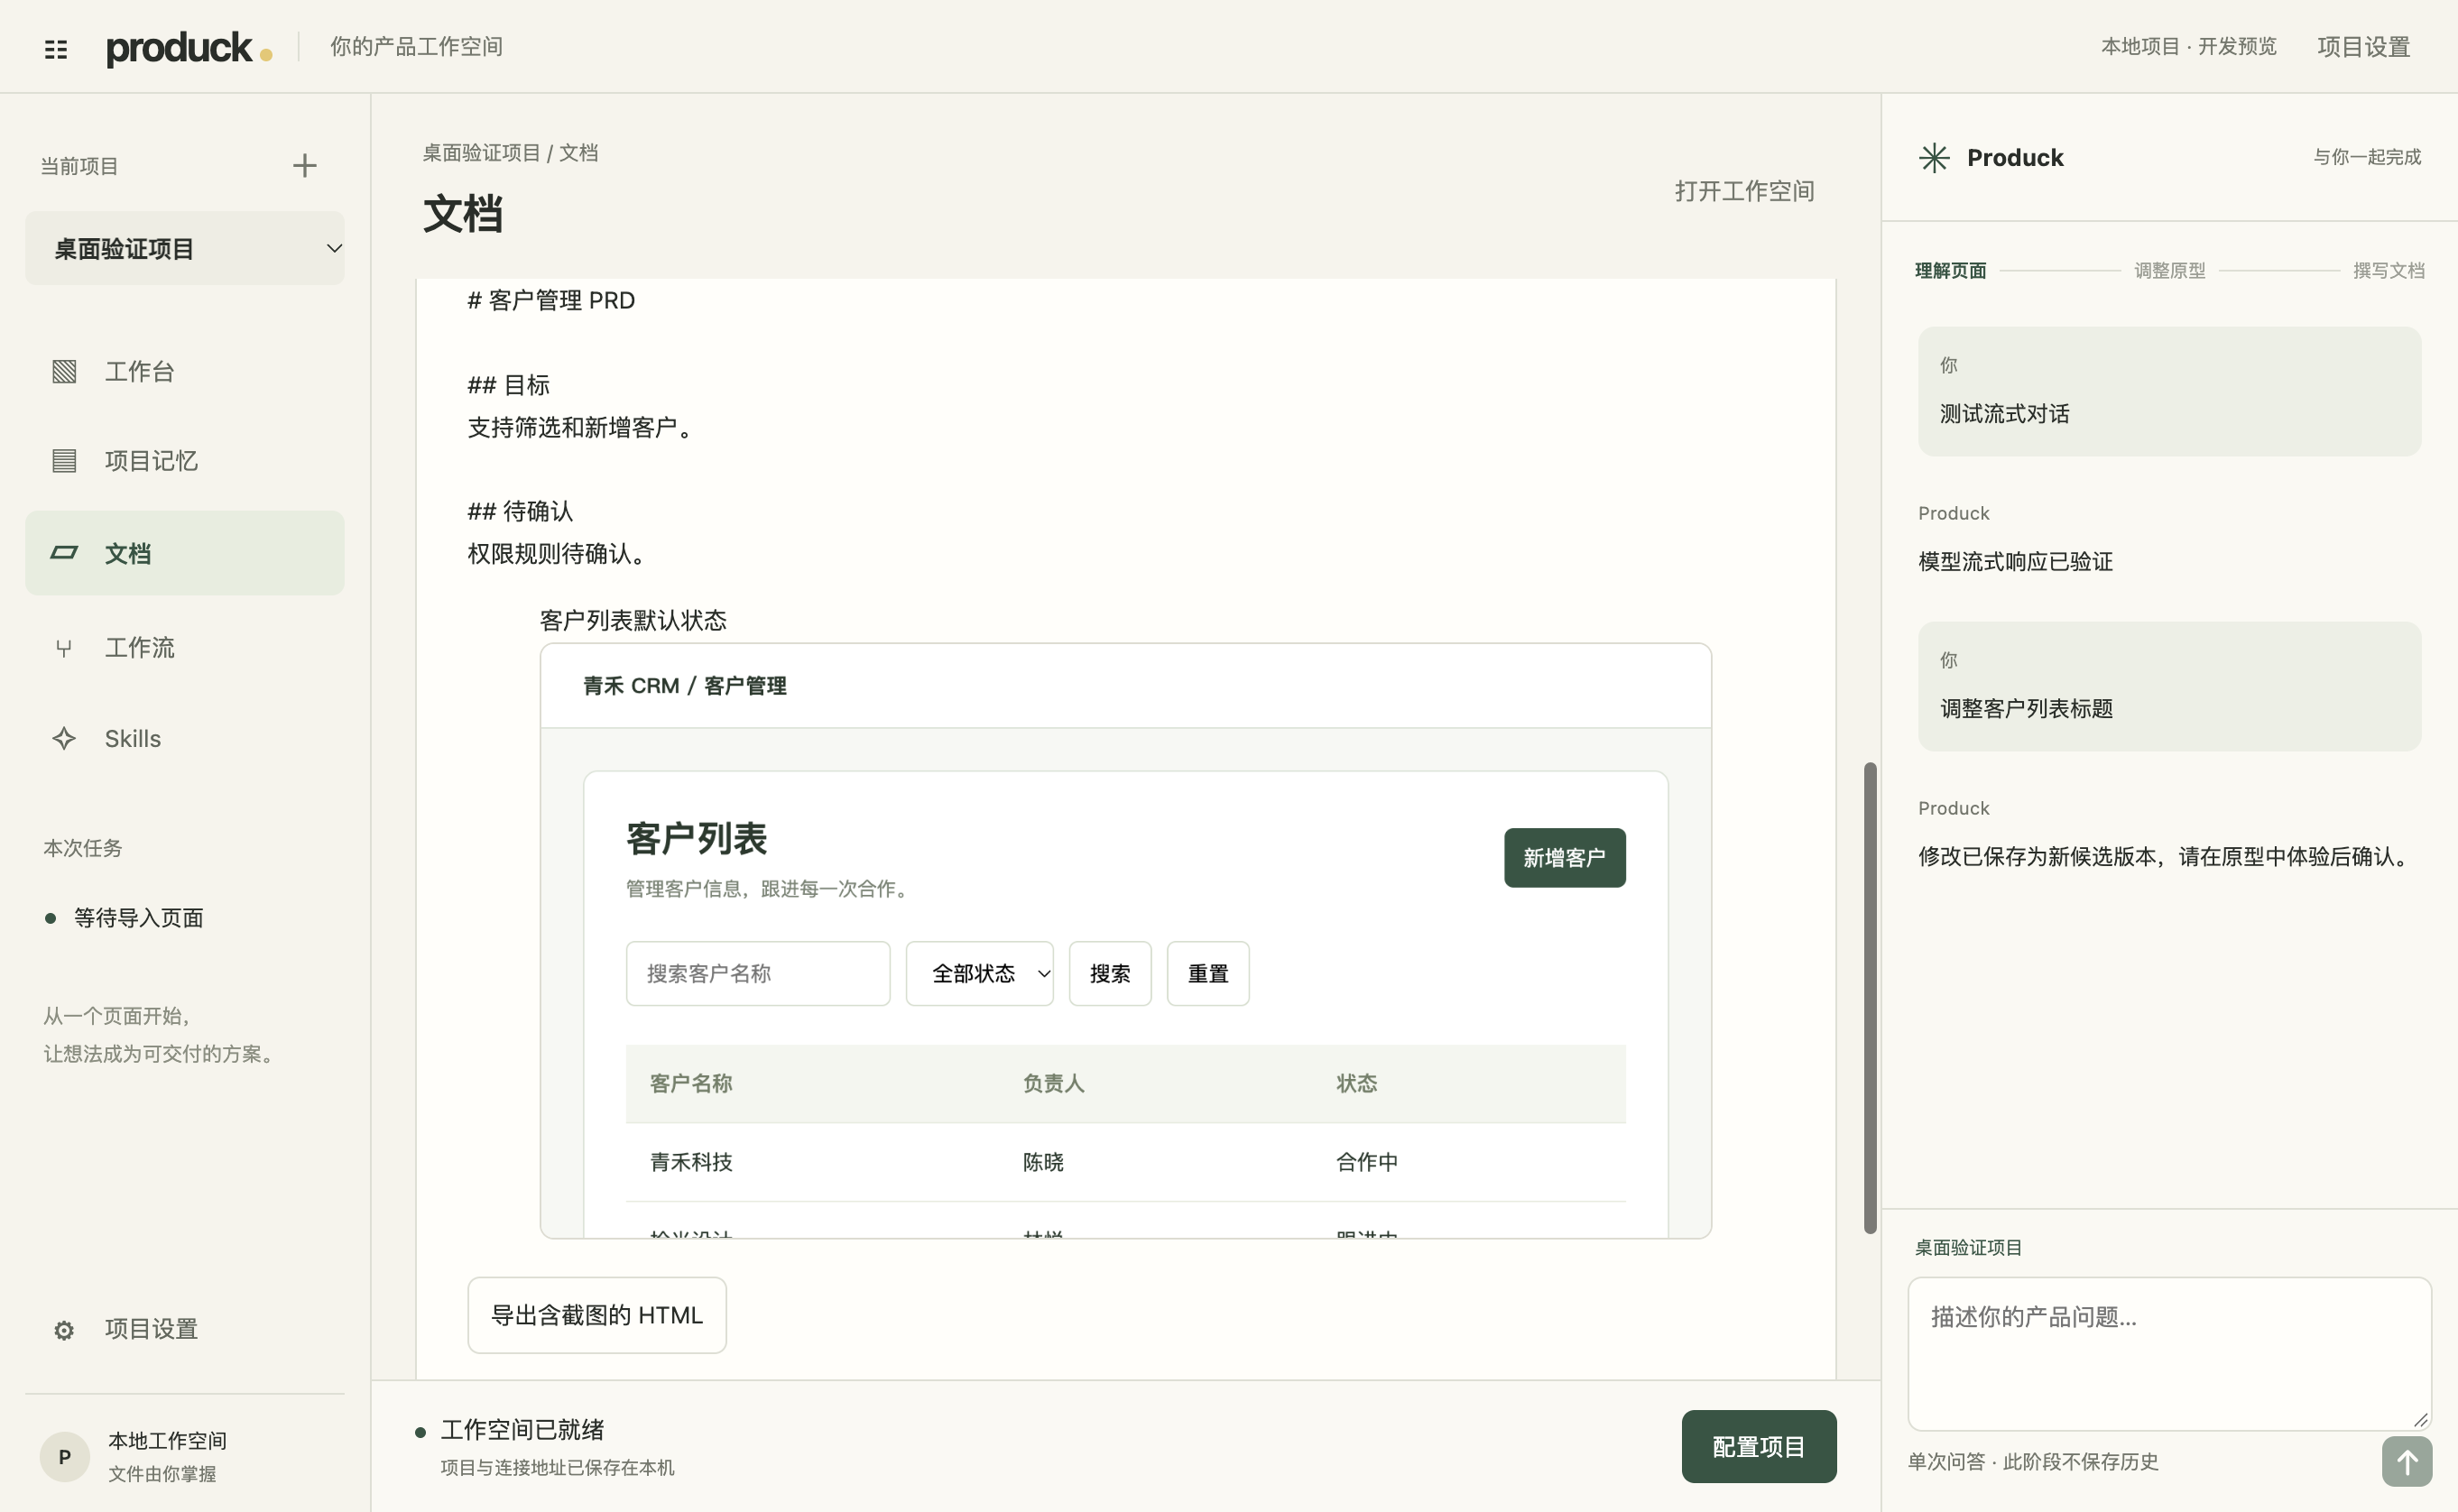 produck.
你的产品工作空间
本地项目 · 开发预览
项目设置
当前项目
桌面验证项目
工作台
项目记忆
文档
工作流
Skills
本次任务
等待导入页面
从一个页面开始，
让想法成为可交付的方案。
项目设置
P
本地工作空间
文件由你掌握
桌面验证项目 / 文档
文档
打开工作空间
# 客户管理 PRD
## 目标
支持筛选和新增客户。
## 待确认
权限规则待确认。
客户列表默认状态
青禾 CRM / 客户管理
客户列表
管理客户信息，跟进每一次合作。
新增客户
搜索客户名称
全部状态
搜索
重置
客户名称 负责人 状态
青禾科技 陈晓 合作中
导出含截图的 HTML
工作空间已就绪
项目与连接地址已保存在本机
配置项目
Produck
与你一起完成
理解页面
调整原型
撰写文档
你
测试流式对话
Produck
模型流式响应已验证
你
调整客户列表标题
Produck
修改已保存为新候选版本，请在原型中体验后确认。
桌面验证项目
描述你的产品问题...
单次问答 · 此阶段不保存历史